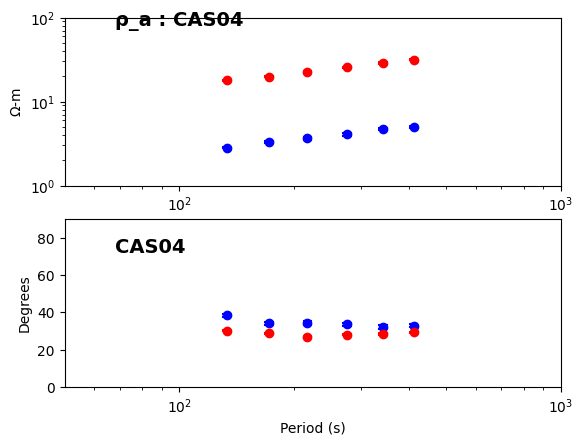 ρ_a : CAS04
10²
10¹
10⁰
Ω-m
10²
10³
CAS04
80
60
40
20
0
Degrees
10²
10³
Period (s)